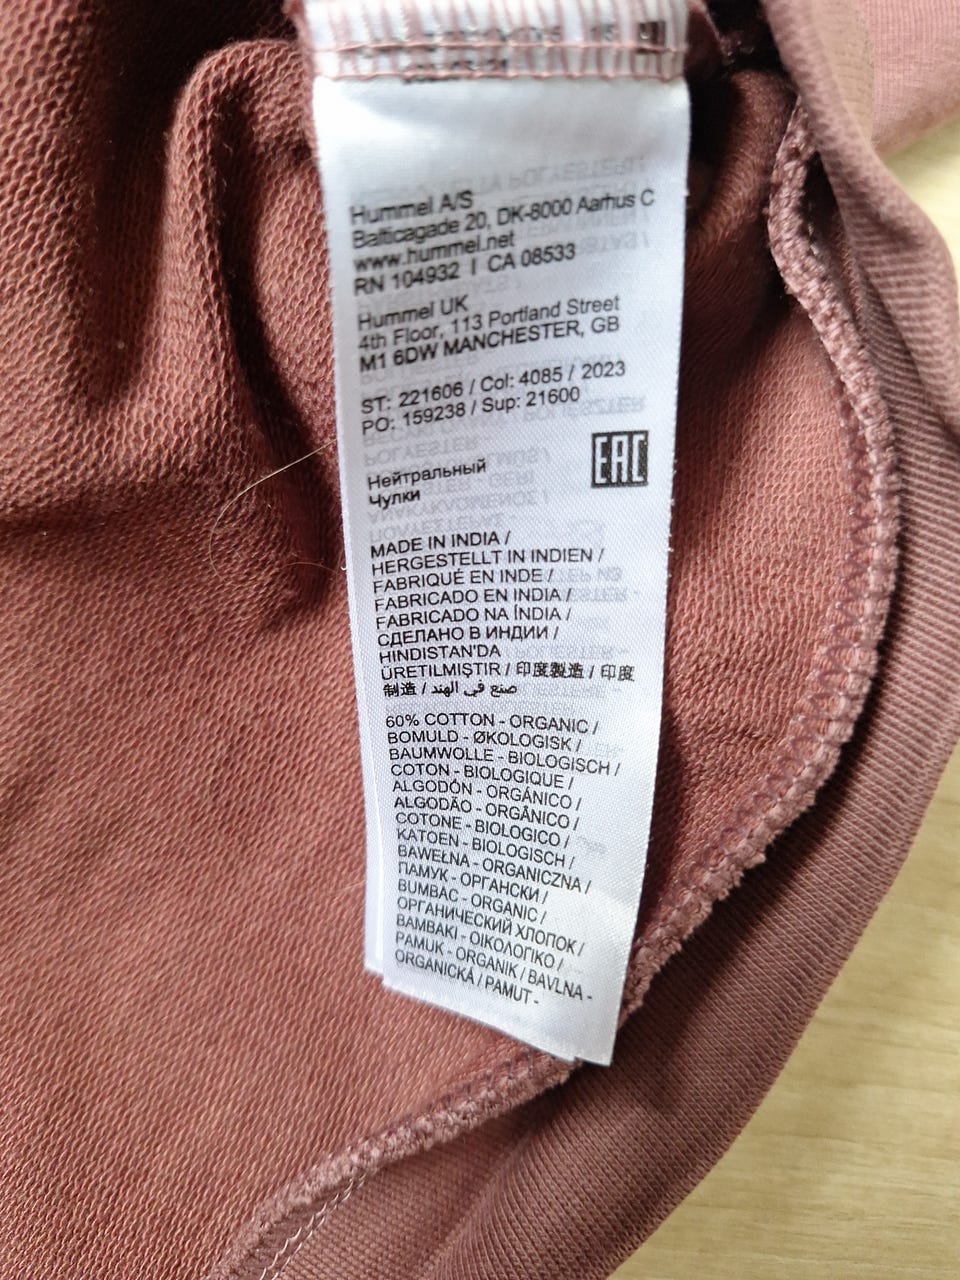 Hummel A/S
Balticagade 20, DK-8000 Aarhus C
www.hummel.net
RN 104932 | CA 08533
Hummel UK
4th Floor, 113 Portland Street
M1 6DW MANCHESTER, GB
ST: 221606 / Col: 4085 / 2023
PO: 159238 / Sup: 21600
Нейтральный
Чулки
EAC
MADE IN INDIA /
HERGESTELLT IN INDIEN /
FABRIQUÉ EN INDE /
FABRICADO EN INDIA /
FABRICADO NA ÍNDIA /
СДЕЛАНО В ИНДИИ /
HINDISTAN'DA
ÜRETILMIŞTIR / 印度製造 / 印度
制造 / صنع في الهند
60% COTTON - ORGANIC /
BOMULD - ØKOLOGISK /
BAUMWOLLE - BIOLOGISCH /
COTON - BIOLOGIQUE /
ALGODÓN - ORGÁNICO /
ALGODÃO - ORGÂNICO /
COTONE - BIOLOGICO /
KATOEN - BIOLOGISCH /
BAWEŁNA - ORGANICZNA /
ПАМУК - ОРГАНСКИ /
BUMBAC - ORGANIC /
ОРГАНИЧЕСКИЙ ХЛОПОК /
ΒΑΜΒΑΚΙ - ΟΙΚΟΛΟΓΙΚΟ /
PAMUK - ORGANIK / BAVLNA -
ORGANICKÁ / PAMUT -